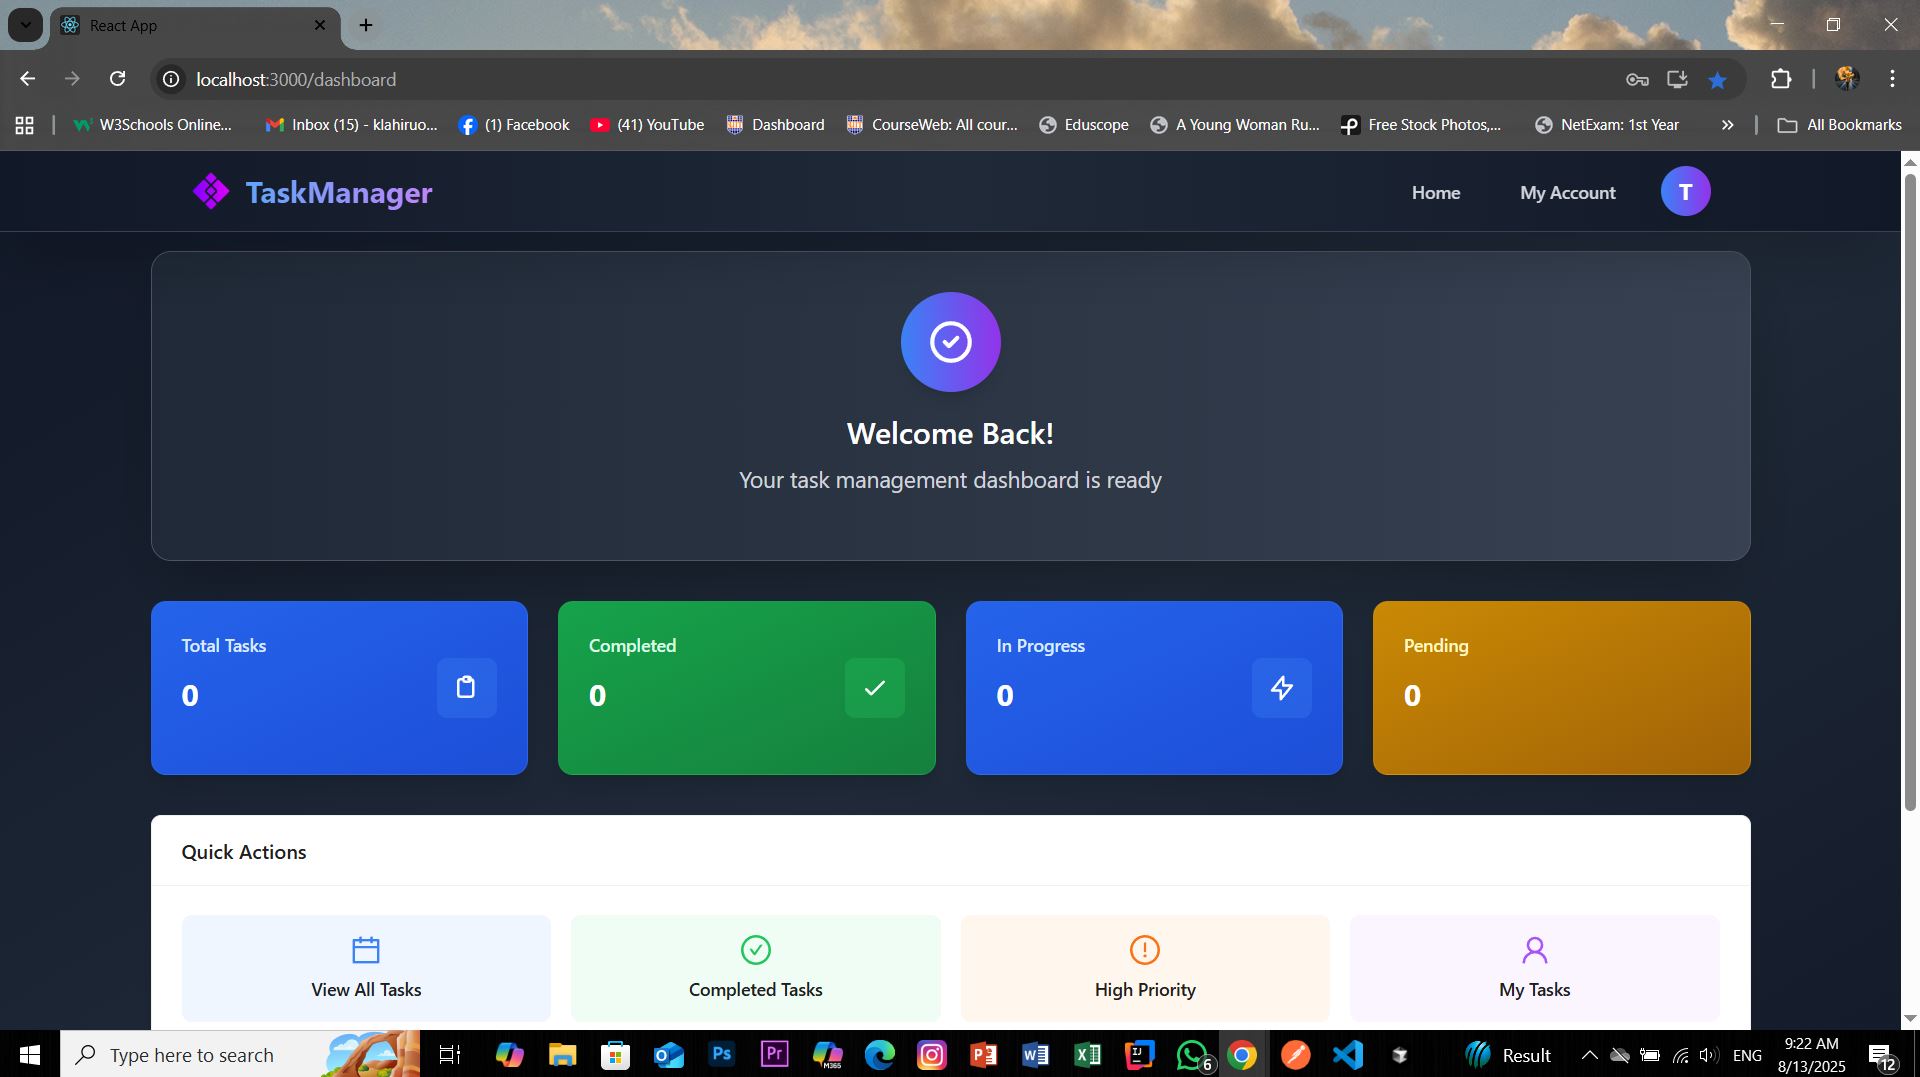 React App
localhost:3000/dashboard
W3Schools Online...
Inbox (15) - klahiruo...
(1) Facebook
(41) YouTube
Dashboard
CourseWeb: All cour...
Eduscope
A Young Woman Ru...
Free Stock Photos,...
NetExam: 1st Year
All Bookmarks
TaskManager
Home
My Account
T
Welcome Back!
Your task management dashboard is ready
Total Tasks
0
Completed
0
In Progress
0
Pending
0
Quick Actions
View All Tasks
Completed Tasks
High Priority
My Tasks
Type here to search
Ps
Pr
M365
6
Result
ENG
9:22 AM
8/13/2025
12